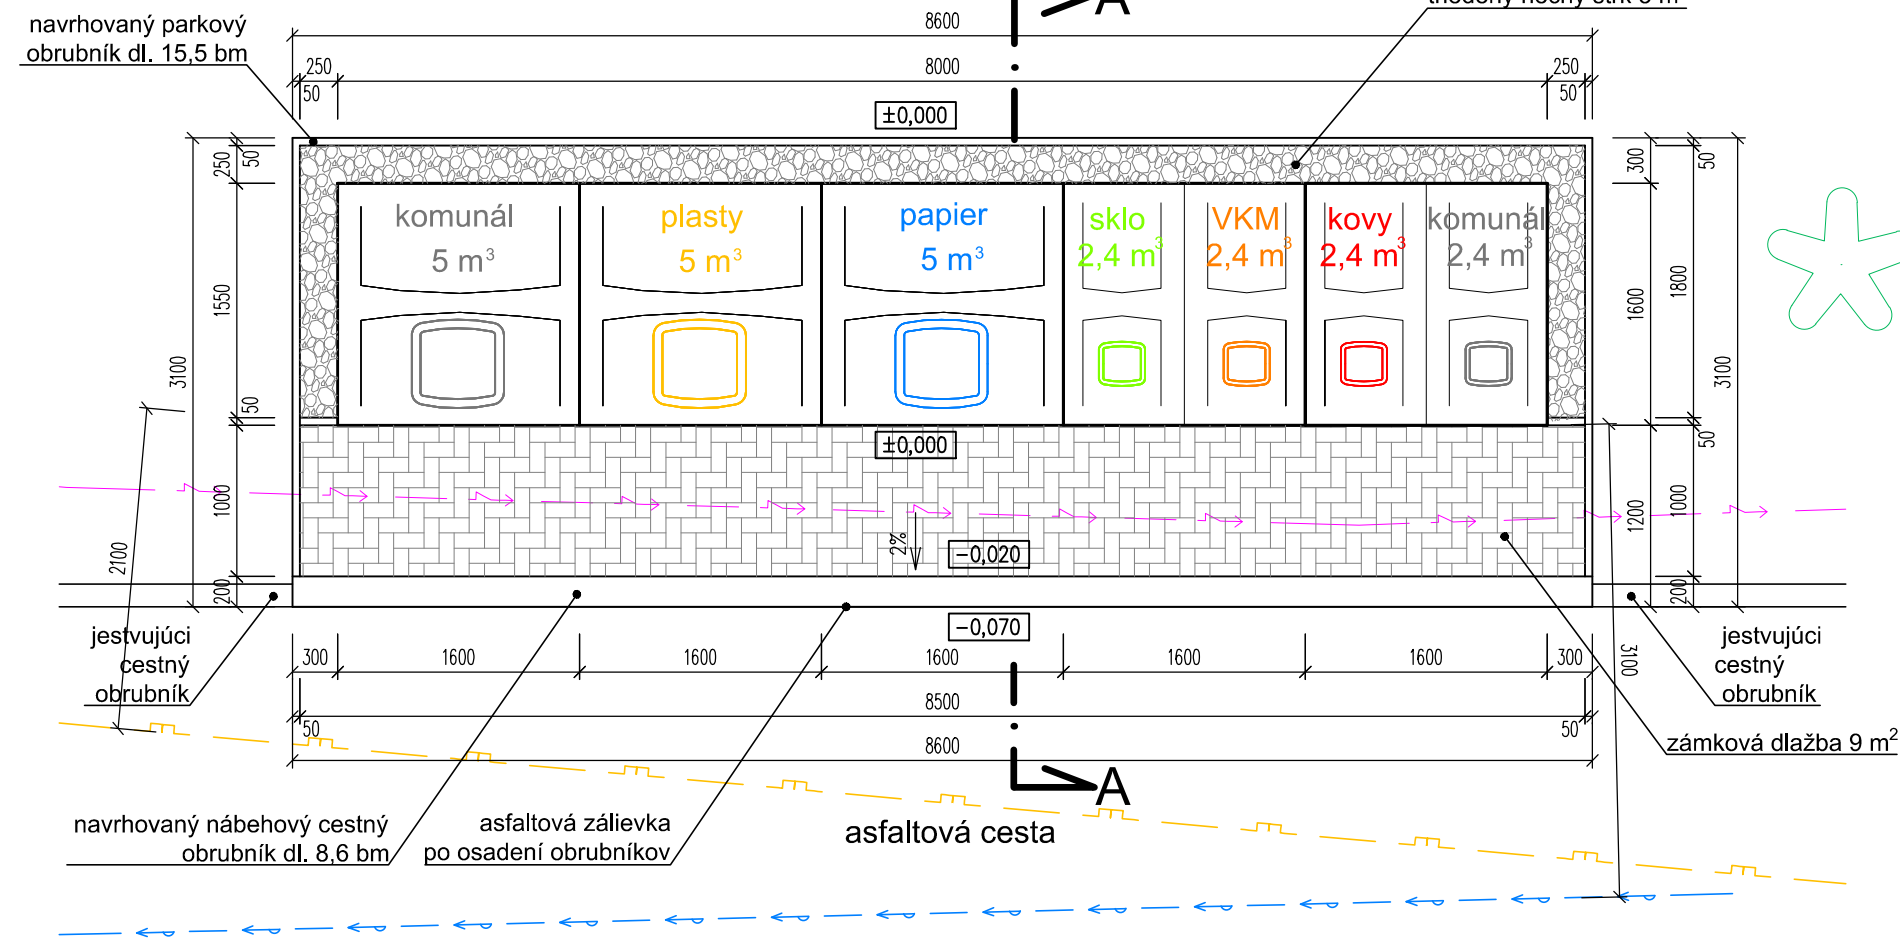 navrhovaný parkový
obrubník dl. 15,5 bm
A
8600
250
8000
250
50
50
±0,000
3100
250
50
1550
50
1000
200
2100
komunál
5 m³
plasty
5 m³
papier
5 m³
sklo
2,4 m³
VKM
2,4 m³
kovy
2,4 m³
komunál
2,4 m³
300
50
1600
1800
3100
50
1200
1000
200
±0,000
2%
-0,020
-0,070
jestvujúci
cestný
obrubník
jestvujúci
cestný
obrubník
300
1600
1600
1600
1600
1600
300
3100
8500
50
50
8600
zámková dlažba 9 m²
A
navrhovaný nábehový cestný
obrubník dl. 8,6 bm
asfaltová zálievka
po osadení obrubníkov
asfaltová cesta